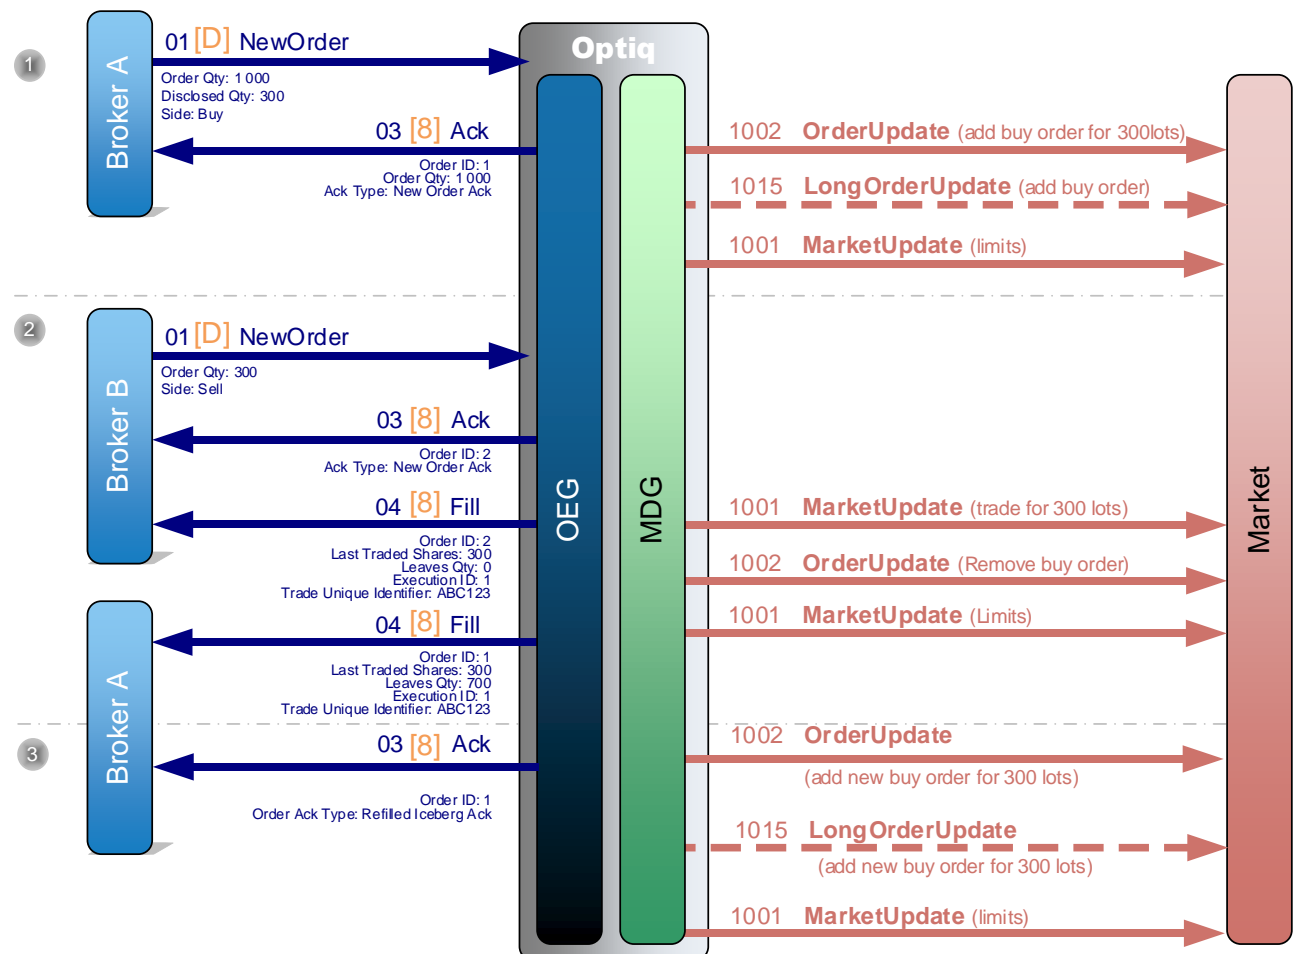 Optiq
OEG
MDG
Market
1
Broker A
01 [D] NewOrder
Order Qty: 1 000
Disclosed Qty: 300
Side: Buy
03 [8] Ack
Order ID: 1
Order Qty: 1 000
Ack Type: New Order Ack
1002 OrderUpdate (add buy order for 300lots)
1015 LongOrderUpdate (add buy order)
1001 MarketUpdate (limits)
2
Broker B
01 [D] NewOrder
Order Qty: 300
Side: Sell
03 [8] Ack
Order ID: 2
Ack Type: New Order Ack
04 [8] Fill
Order ID: 2
Last Traded Shares: 300
Leaves Qty: 0
Execution ID: 1
Trade Unique Identifier: ABC123
1001 MarketUpdate (trade for 300 lots)
1002 OrderUpdate (Remove buy order)
1001 MarketUpdate (Limits)
Broker A
04 [8] Fill
Order ID: 1
Last Traded Shares: 300
Leaves Qty: 700
Execution ID: 1
Trade Unique Identifier: ABC123
3
03 [8] Ack
Order ID: 1
Order Ack Type: Refilled Iceberg Ack
1002 OrderUpdate
(add new buy order for 300 lots)
1015 LongOrderUpdate
(add new buy order for 300 lots)
1001 MarketUpdate (limits)